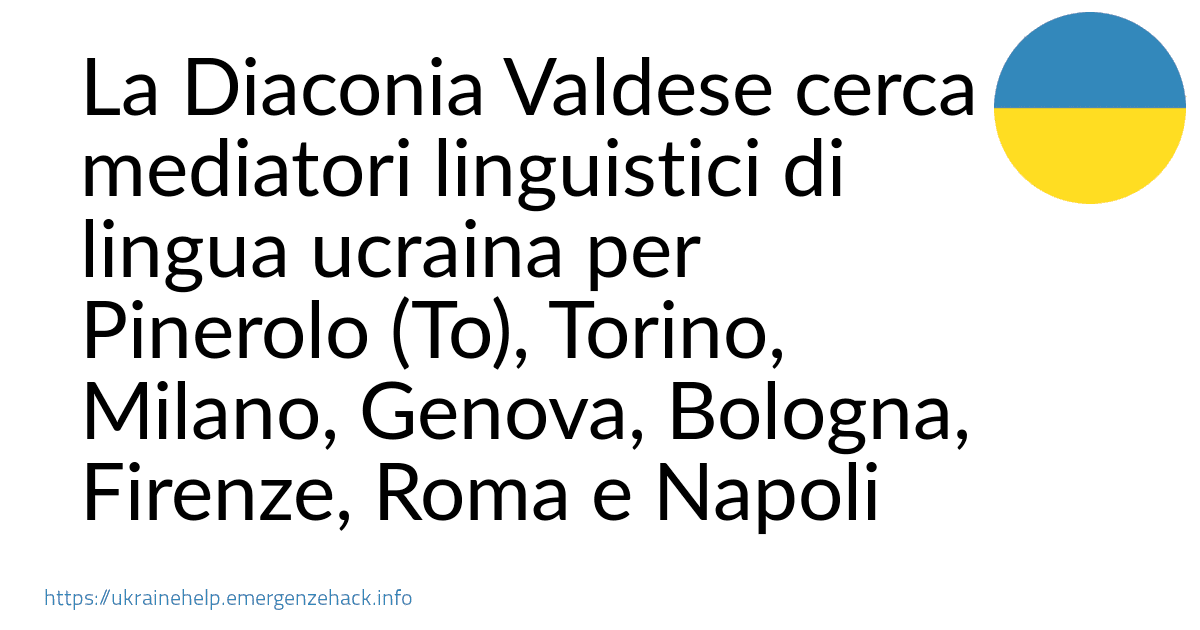 La Diaconia Valdese cerca
mediatori linguistici di
lingua ucraina per
Pinerolo (To), Torino,
Milano, Genova, Bologna,
Firenze, Roma e Napoli
https://ukrainehelp.emergenzehack.info